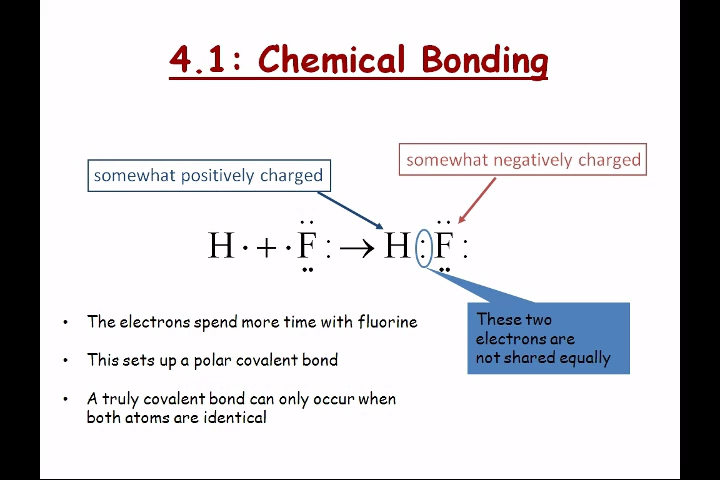 4.1: Chemical Bonding
somewhat positively charged
somewhat negatively charged
H · + · F̈ : → H : F̈ :
·· ··
These two
electrons are
not shared equally
• The electrons spend more time with fluorine
• This sets up a polar covalent bond
• A truly covalent bond can only occur when
both atoms are identical